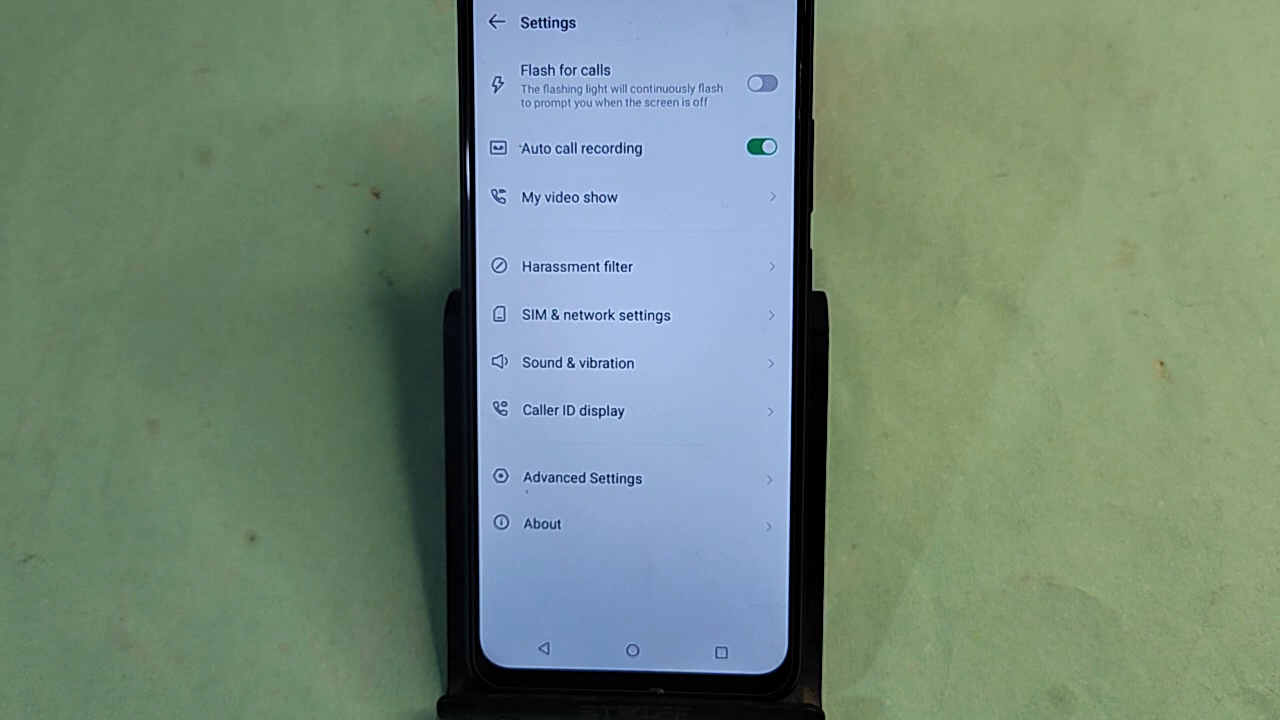 Settings
Flash for calls
The flashing light will continuously flash
to prompt you when the screen is off
Auto call recording
My video show
Harassment filter
SIM & network settings
Sound & vibration
Caller ID display
Advanced Settings
About